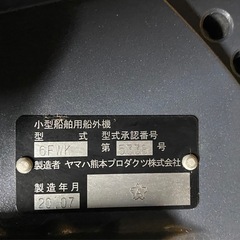 小型船舶用船外機
型式 型式承認番号
6FWK 第 号
製造者 ヤマハ熊本プロダクツ株式会社
製造年月
20.07